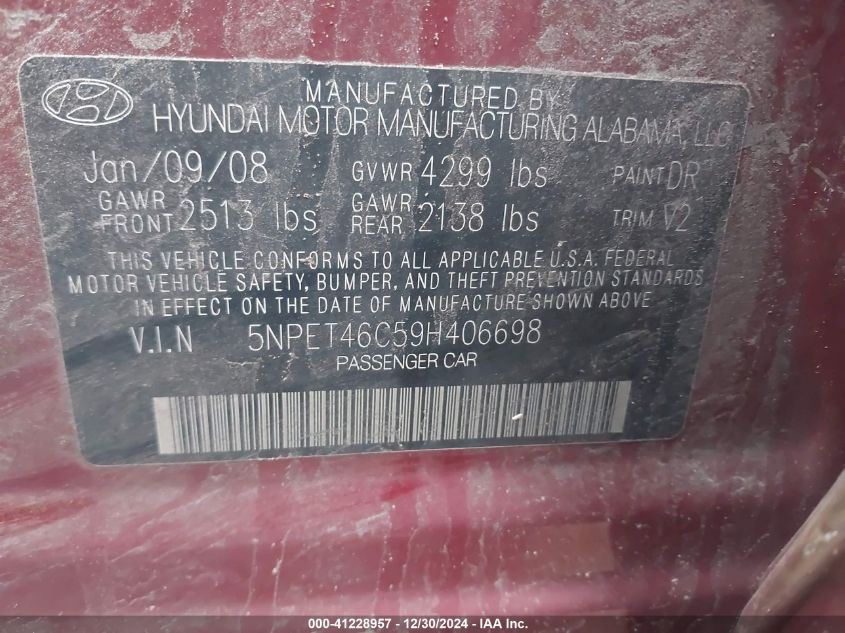 MANUFACTURED BY
HYUNDAI MOTOR MANUFACTURING ALABAMA, LLC
Jan/09/08 GVWR 4299 lbs PAINT DR
GAWR FRONT 2513 lbs GAWR REAR 2138 lbs TRIM V2
THIS VEHICLE CONFORMS TO ALL APPLICABLE U.S.A. FEDERAL
MOTOR VEHICLE SAFETY, BUMPER, AND THEFT PREVENTION STANDARDS
IN EFFECT ON THE DATE OF MANUFACTURE SHOWN ABOVE
V.I.N 5NPET46C59H406698
PASSENGER CAR
000-41228957 - 12/30/2024 - IAA Inc.